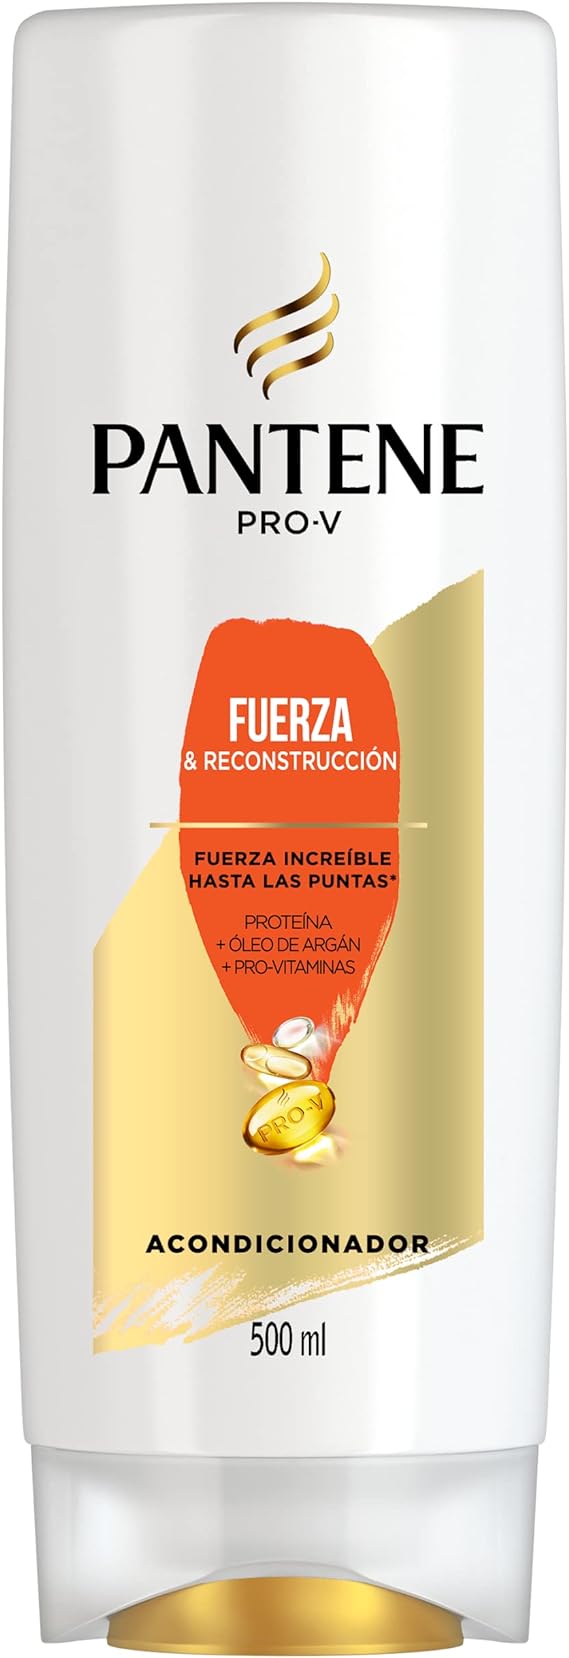 PANTENE
PRO-V
FUERZA
& RECONSTRUCCIÓN
FUERZA INCREÍBLE
HASTA LAS PUNTAS*
PROTEÍNA
+ ÓLEO DE ARGÁN
+ PRO-VITAMINAS
PRO-V
ACONDICIONADOR
500 ml